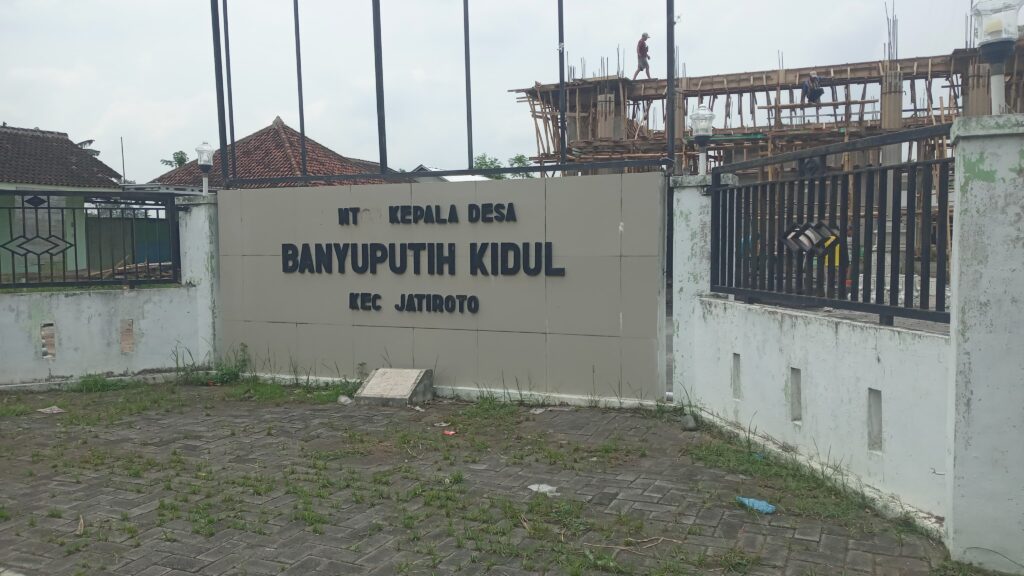 KEPALA DESA
BANYUPUTIH KIDUL
KEC JATIROTO